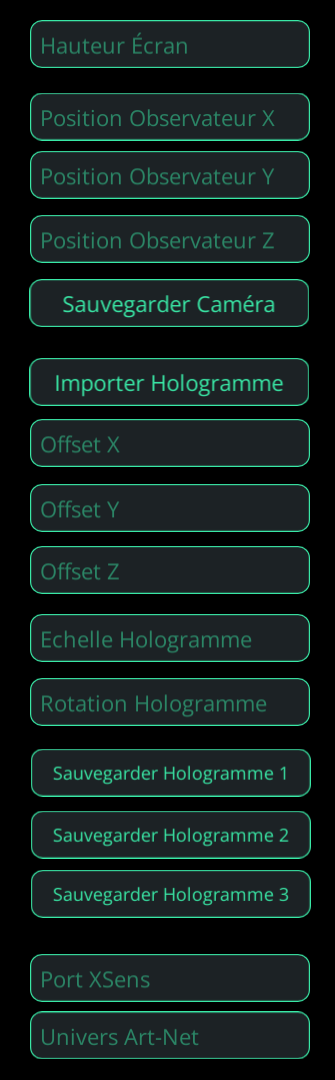 Hauteur Écran
Position Observateur X
Position Observateur Y
Position Observateur Z
Sauvegarder Caméra
Importer Hologramme
Offset X
Offset Y
Offset Z
Echelle Hologramme
Rotation Hologramme
Sauvegarder Hologramme 1
Sauvegarder Hologramme 2
Sauvegarder Hologramme 3
Port XSens
Univers Art-Net